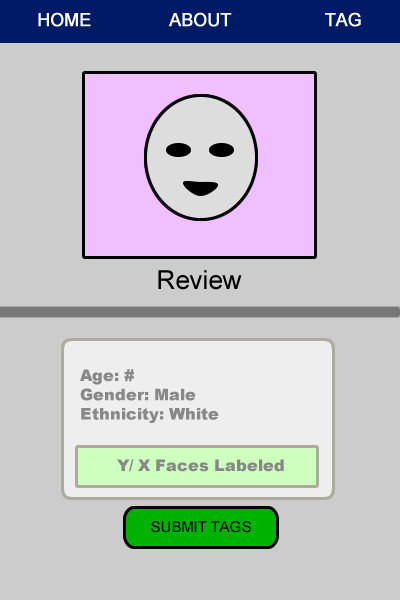 HOME ABOUT TAG
Review
Age: #
Gender: Male
Ethnicity: White
Y/ X Faces Labeled
SUBMIT TAGS